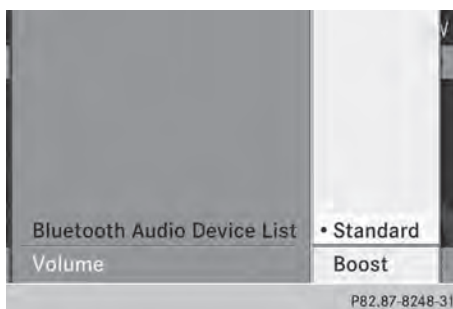 Bluetooth Audio Device List • Standard
Volume Boost
P82.87-8248-31